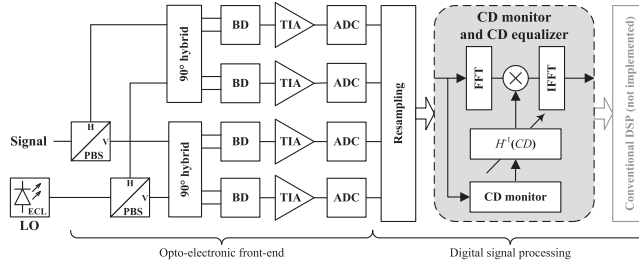 CD monitor
and CD equalizer
90° hybrid
BD
TIA
ADC
BD
TIA
ADC
Resampling
FFT
IFFT
Conventional DSP (not implemented)
Signal
H
V
PBS
90° hybrid
BD
TIA
ADC
H⁻¹(CD)
ECL
LO
H
V
PBS
BD
TIA
ADC
CD monitor
Opto-electronic front-end
Digital signal processing